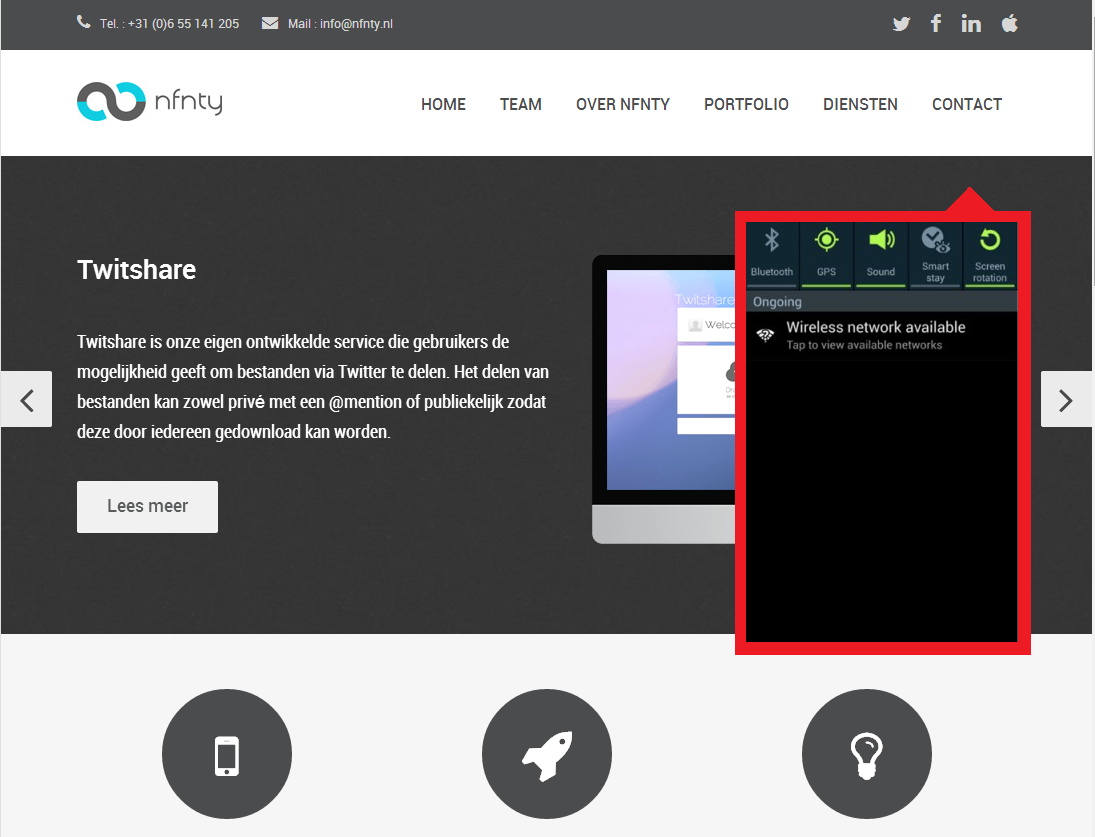 Tel. : +31 (0)6 55 141 205 Mail : info@nfnty.nl
nfnty
HOME TEAM OVER NFNTY PORTFOLIO DIENSTEN CONTACT
Twitshare
Twitshare is onze eigen ontwikkelde service die gebruikers de
mogelijkheid geeft om bestanden via Twitter te delen. Het delen van
bestanden kan zowel privé met een @mention of publiekelijk zodat
deze door iedereen gedownload kan worden.
Lees meer
Twitshare
Bluetooth GPS Sound Smart stay Screen rotation
Ongoing
Wireless network available
Tap to view available networks